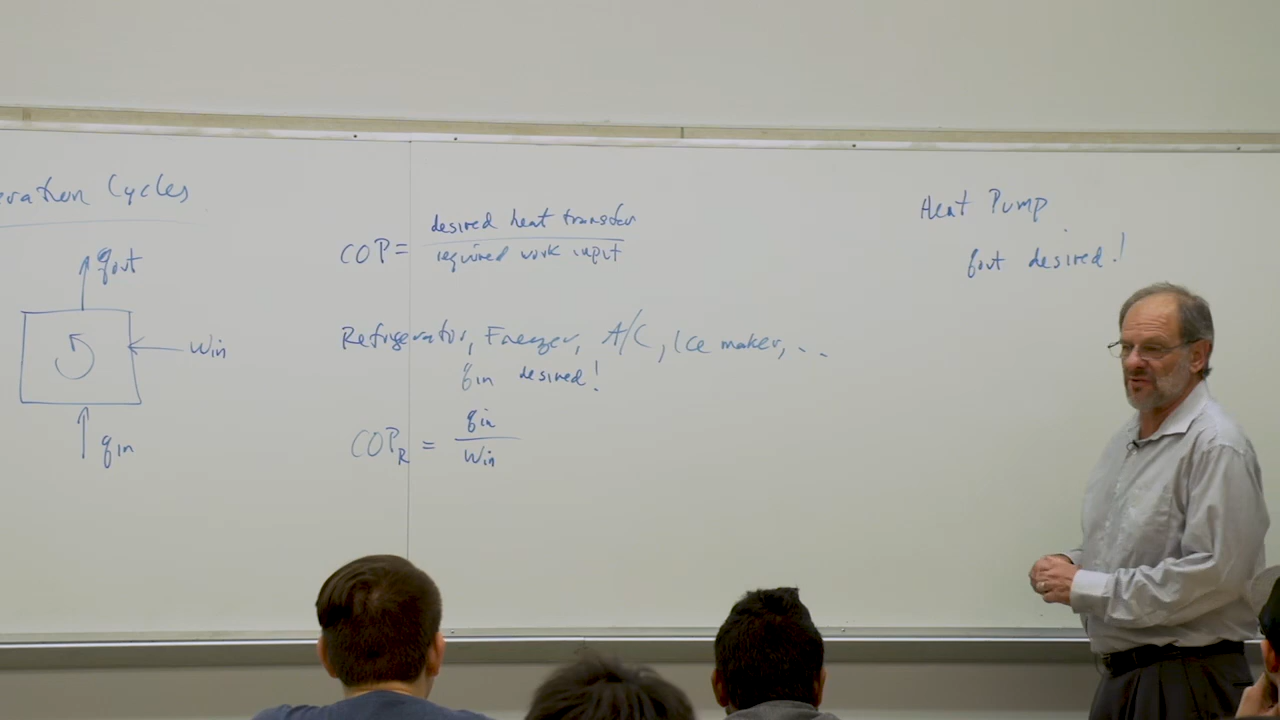 eration Cycles
qout
win
qin
COP = desired heat transfer
required work input
Refrigerator, Freezer, A/C, Ice maker, ...
qin desired!
COPR = qin
win
Heat Pump
qout desired!